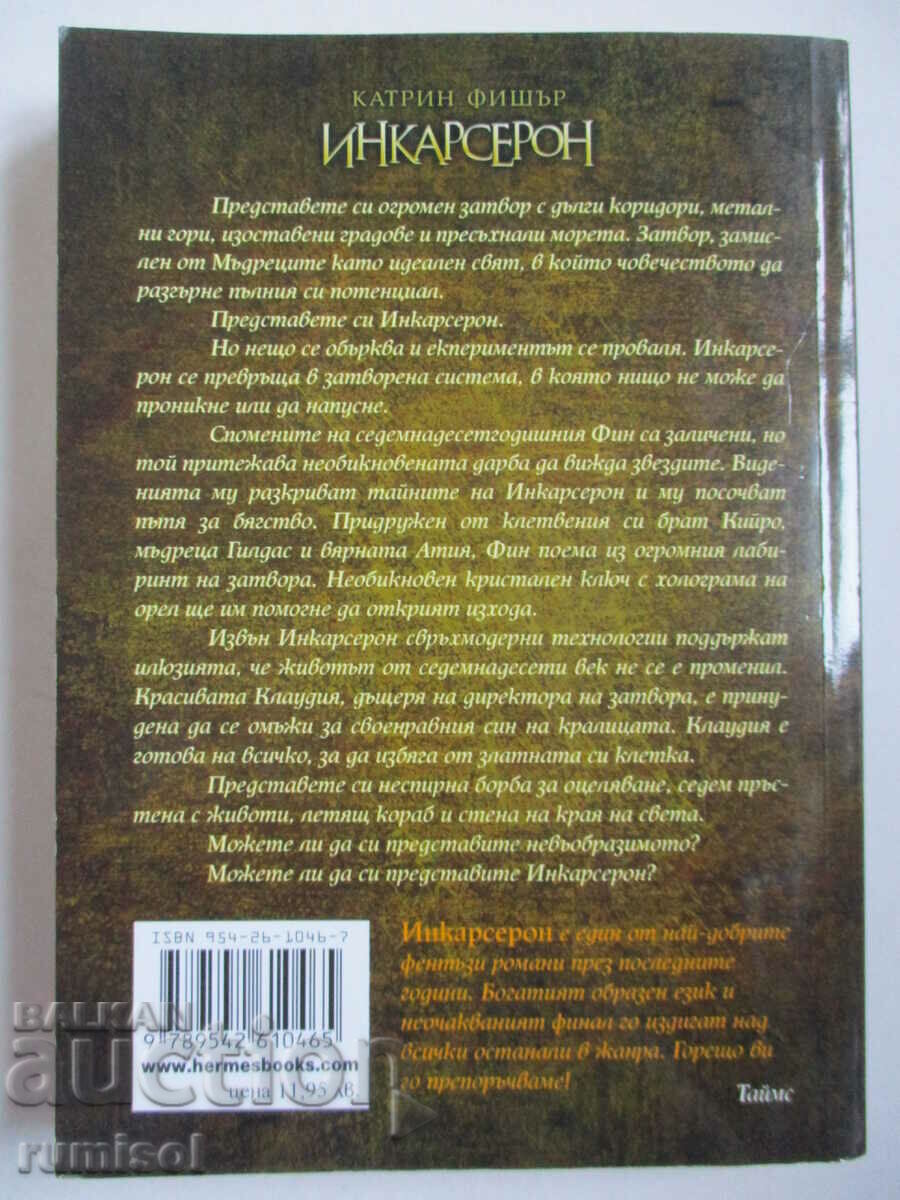 КАТРИН ФИШЪР
ИНКАРСЕРОН
Представете си огромен затвор с дълги коридори, метал-
ни гори, изоставени градове и пресъхнали морета. Затвор, замис-
лен от Мъдреците като идеален свят, в който човечеството да
разгърне пълния си потенциал.
Представете си Инкарсерон.
Но нещо се обърква и екпериментът се проваля. Инкарсе-
рон се превръща в затворена система, в която нищо не може да
проникне или да напусне.
Спомените на седемнадесетгодишния Фин са заличени, но
той притежава необикновената дарба да вижда звездите. Виде-
нията му разкриват тайните на Инкарсерон и му посочват
пътя за бягство. Придружен от клетвения си брат Кийро,
мъдреца Гилдас и вярната Атия, Фин поема из огромния лаби-
ринт на затвора. Необикновен кристален ключ с холограма на
орел ще им помогне да открият изхода.
Извън Инкарсерон свръхмодерни технологии поддържат
илюзията, че животът от седемнадесети век не се е променил.
Красивата Клаудия, дъщеря на директора на затвора, е прину-
дена да се омъжи за своенравния син на кралицата. Клаудия е
готова на всичко, за да избяга от златната си клетка.
Представете си неспирна борба за оцеляване, седем пръс-
тена с животи, летящ кораб и стена на края на света.
Можете ли да си представите невъобразимото?
Можете ли да си представите Инкарсерон?
ISBN 954-26-1046-7
9 789542 610465
www.hermesbooks.com
цена 11,95 лв.
Инкарсерон е един от най-добрите
фентъзи романи през последните
години. Богатият образен език и
неочакваният финал го издигат над
всички останали в жанра. Горещо ви
го препоръчваме!
Таймс
BALKAN
auction
rumisol